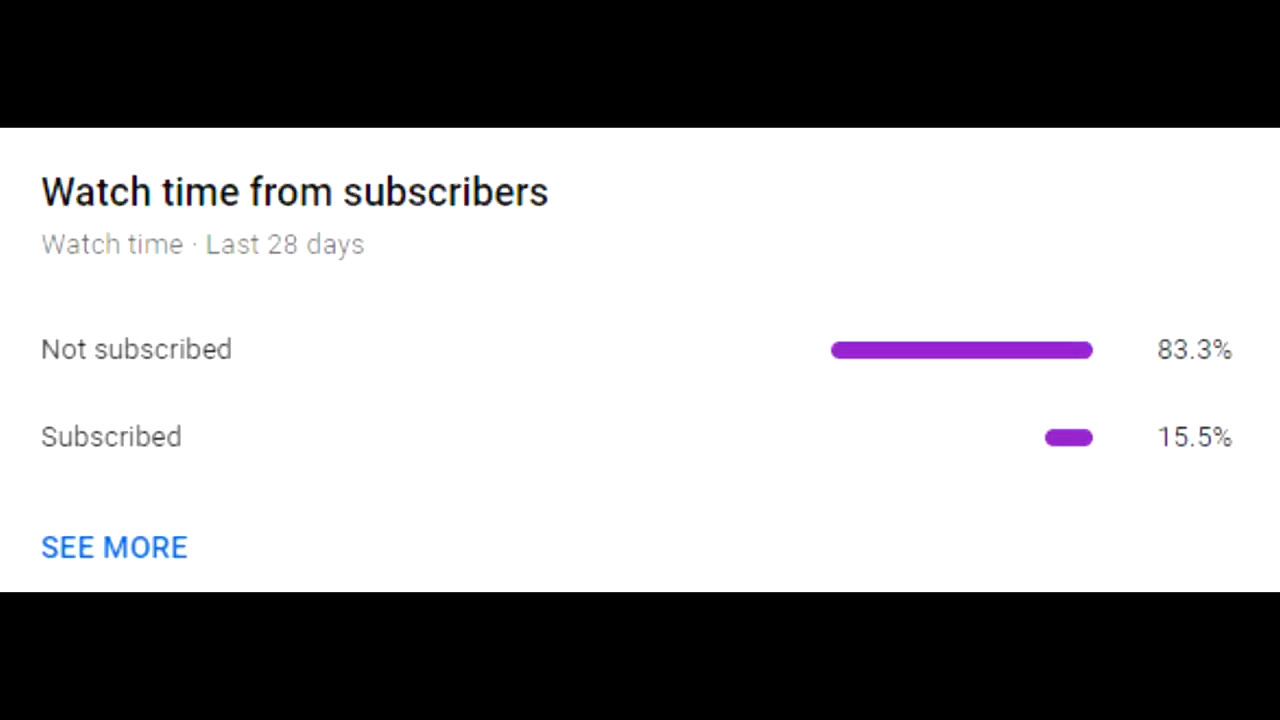 Watch time from subscribers
Watch time · Last 28 days
Not subscribed 83.3%
Subscribed 15.5%
SEE MORE